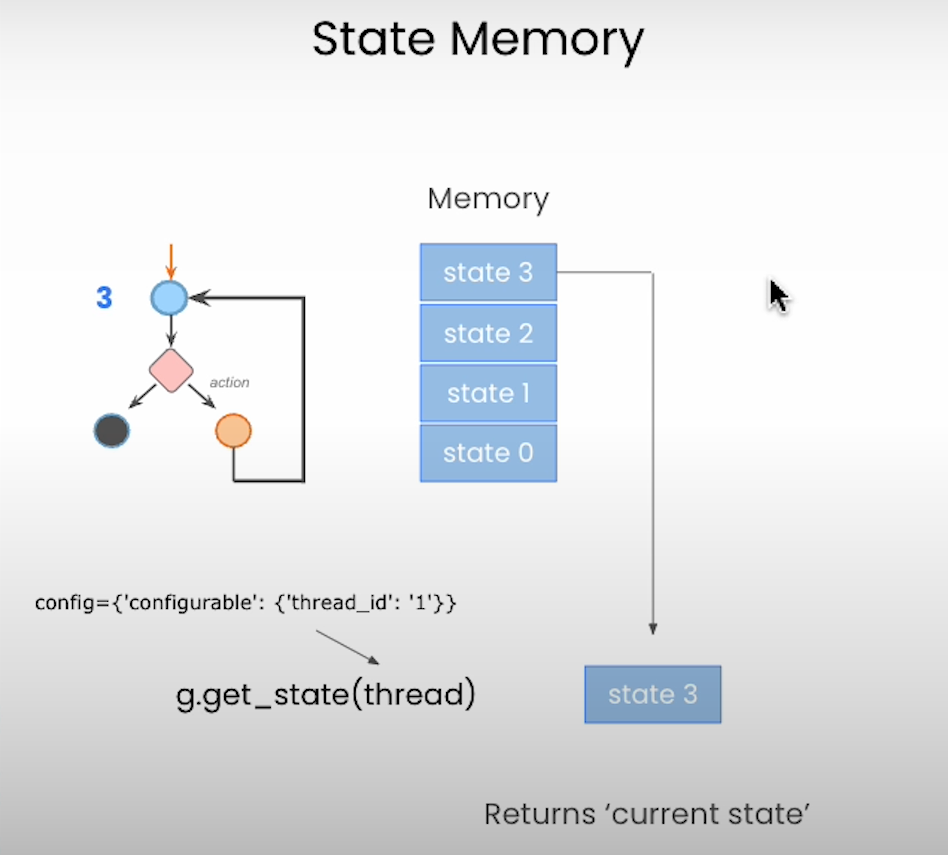 State Memory
Memory
3
action
state 3
state 2
state 1
state 0
config={'configurable': {'thread_id': '1'}}
g.get_state(thread)
state 3
Returns ‘current state’